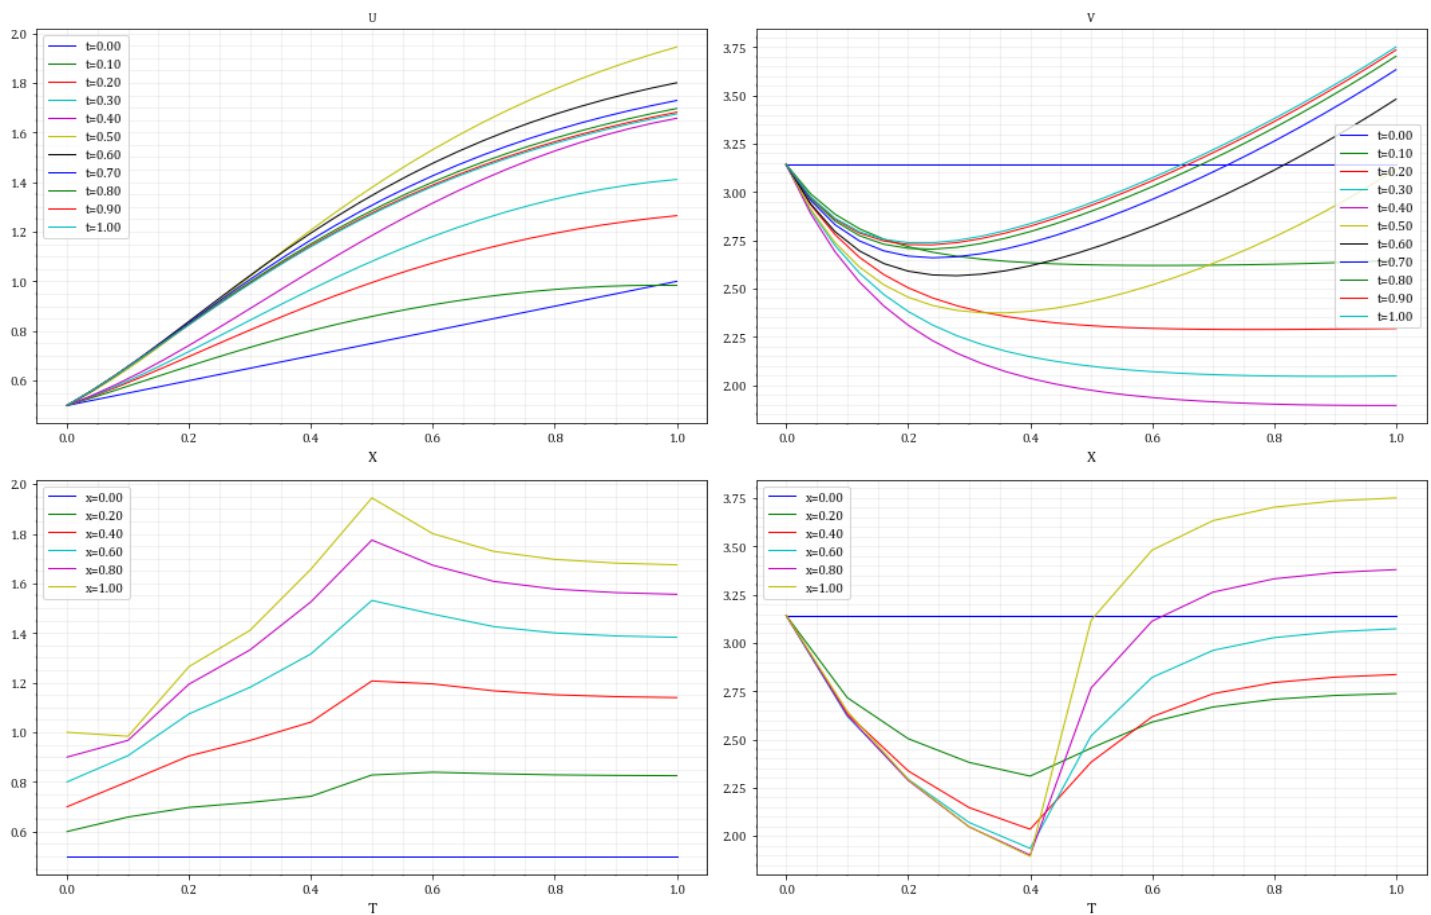 U
2.0
1.8
1.6
1.4
1.2
1.0
0.8
0.6
t=0.00
t=0.10
t=0.20
t=0.30
t=0.40
t=0.50
t=0.60
t=0.70
t=0.80
t=0.90
t=1.00
0.0 0.2 0.4 0.6 0.8 1.0
X
V
3.75
3.50
3.25
3.00
2.75
2.50
2.25
2.00
t=0.00
t=0.10
t=0.20
t=0.30
t=0.40
t=0.50
t=0.60
t=0.70
t=0.80
t=0.90
t=1.00
0.0 0.2 0.4 0.6 0.8 1.0
X
2.0
1.8
1.6
1.4
1.2
1.0
0.8
0.6
x=0.00
x=0.20
x=0.40
x=0.60
x=0.80
x=1.00
0.0 0.2 0.4 0.6 0.8 1.0
T
3.75
3.50
3.25
3.00
2.75
2.50
2.25
2.00
x=0.00
x=0.20
x=0.40
x=0.60
x=0.80
x=1.00
0.0 0.2 0.4 0.6 0.8 1.0
T